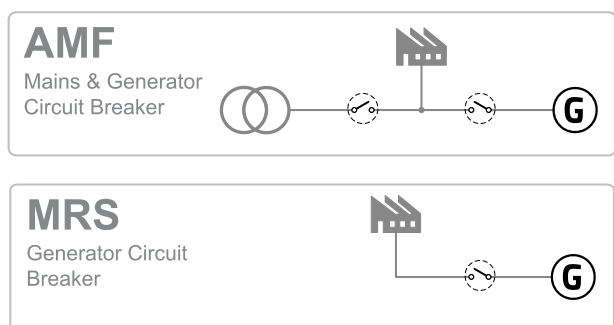 AMF
Mains & Generator
Circuit Breaker
G
MRS
Generator Circuit
Breaker
G